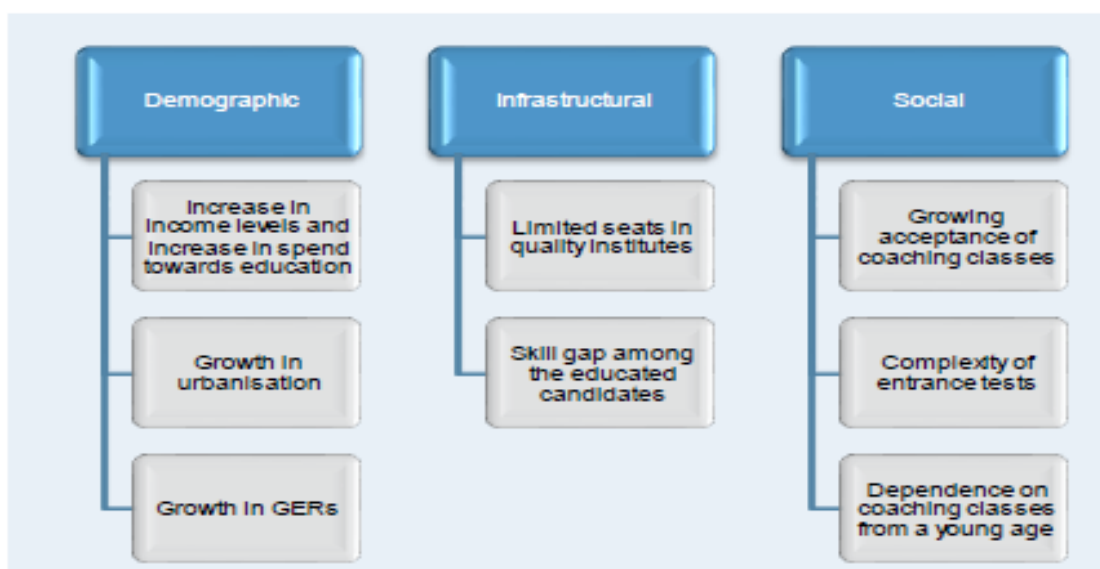 Demographic
Increase in
income levels and
increase in spend
towards education
Growth in
urbanisation
Growth in GERs
Infrastructural
Limited seats in
quality institutes
Skill gap among
the educated
candidates
Social
Growing
acceptance of
coaching classes
Complexity of
entrance tests
Dependence on
coaching classes
from a young age